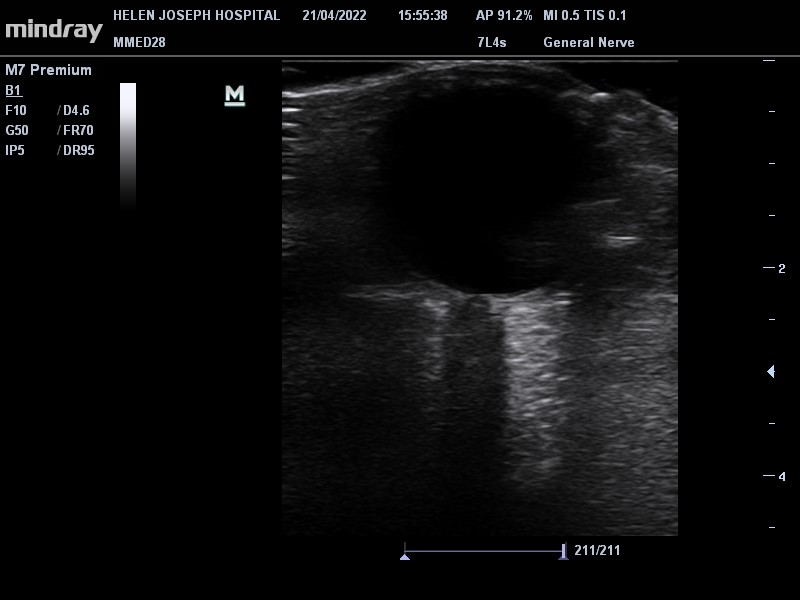 mindray HELEN JOSEPH HOSPITAL 21/04/2022 15:55:38 AP 91.2% MI 0.5 TIS 0.1
MMED28 7L4s General Nerve
M7 Premium
B1
F10 / D4.6
G50 / FR70
IP5 / DR95
M
2
4
211/211